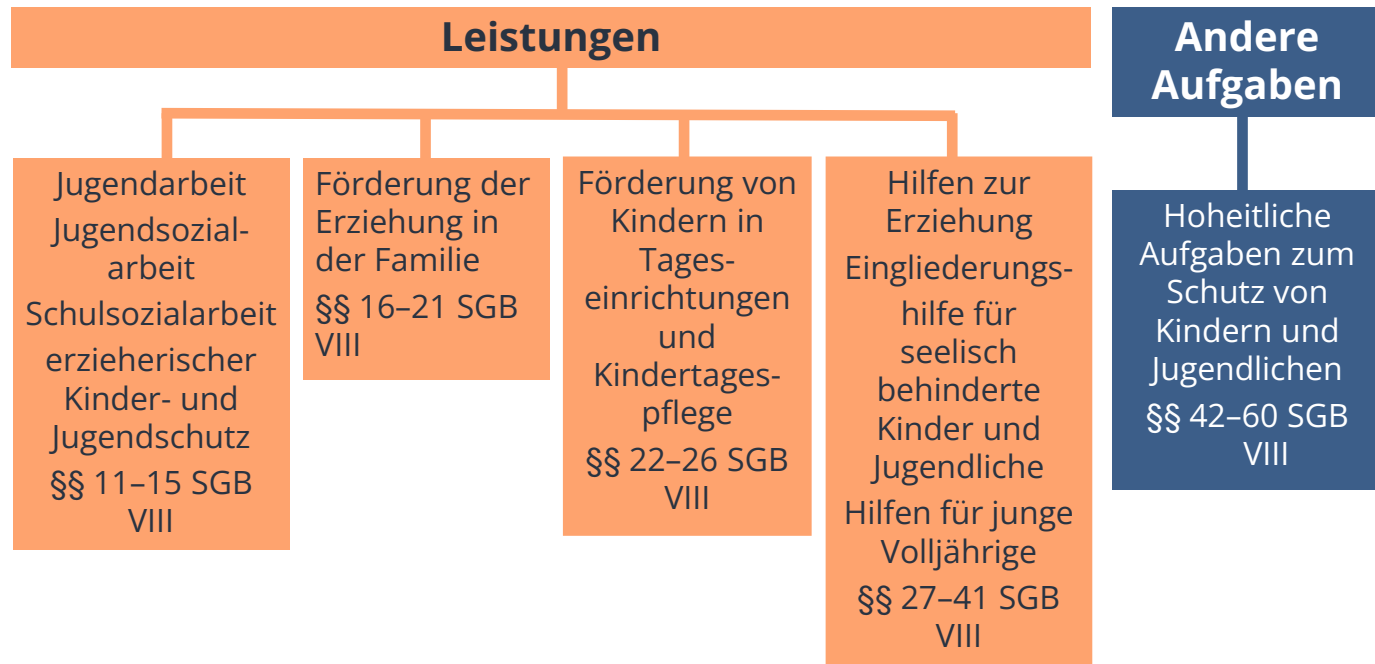 Leistungen
Jugendarbeit
Jugendsozial-
arbeit
Schulsozialarbeit
erzieherischer
Kinder- und
Jugendschutz
§§ 11–15 SGB
VIII
Förderung der
Erziehung in
der Familie
§§ 16–21 SGB
VIII
Förderung von
Kindern in
Tages-
einrichtungen
und
Kindertages-
pflege
§§ 22–26 SGB
VIII
Hilfen zur
Erziehung
Eingliederungs-
hilfe für
seelisch
behinderte
Kinder und
Jugendliche
Hilfen für junge
Volljährige
§§ 27–41 SGB
VIII
Andere
Aufgaben
Hoheitliche
Aufgaben zum
Schutz von
Kindern und
Jugendlichen
§§ 42–60 SGB
VIII